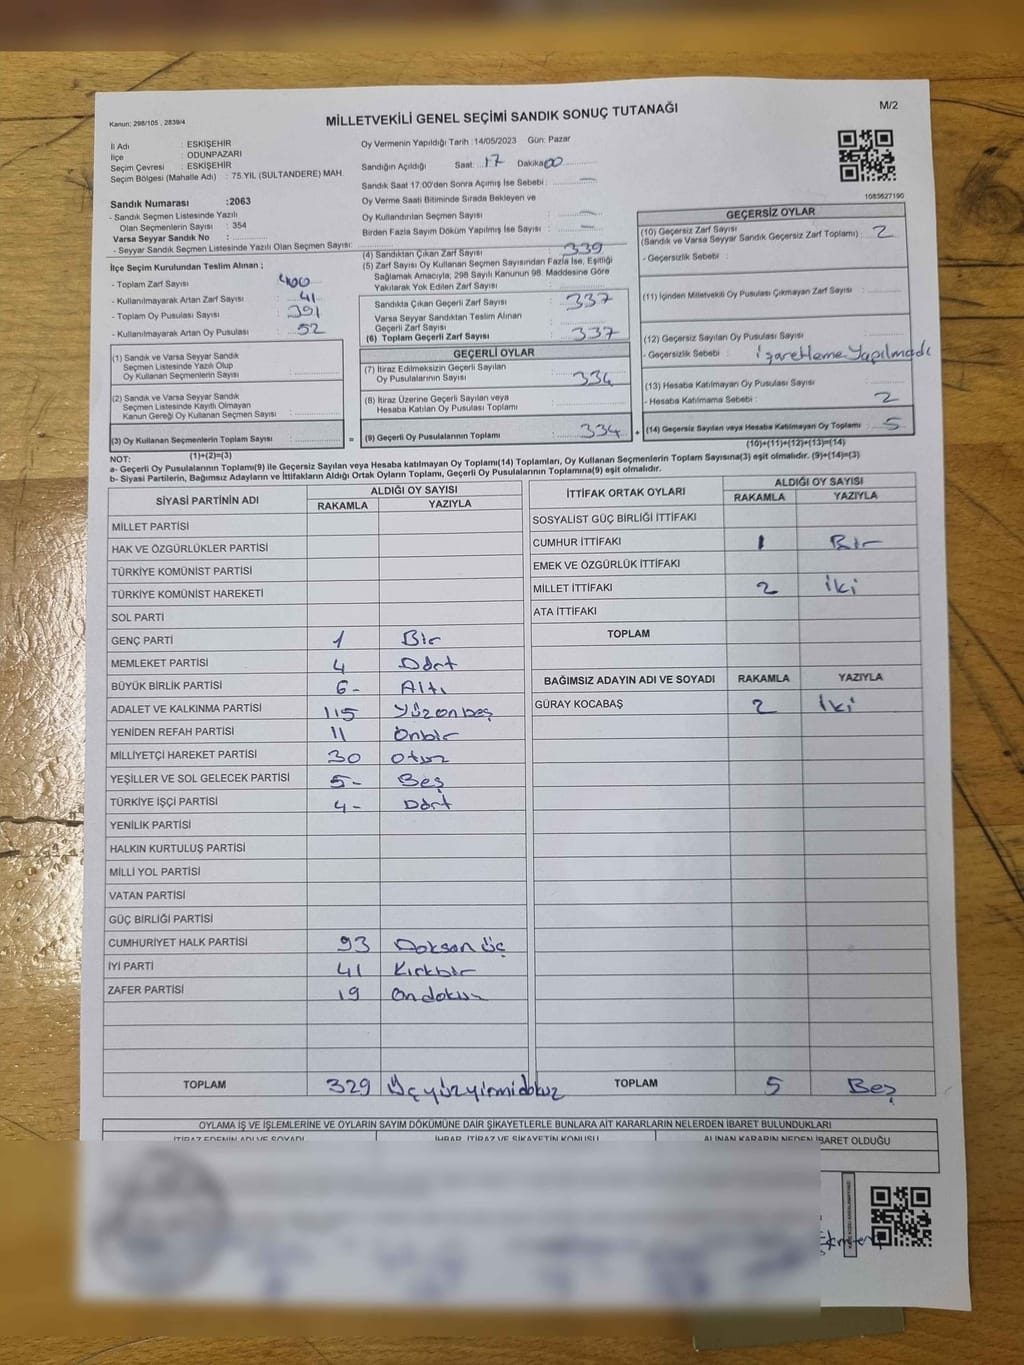 Kanun: 298/105 , 2839/4
MİLLETVEKİLİ GENEL SEÇİMİ SANDIK SONUÇ TUTANAĞI
M/2
İl Adı : ESKİŞEHİR
İlçe : ODUNPAZARI
Seçim Çevresi : ESKİŞEHİR
Seçim Bölgesi (Mahalle Adı) : 75.YIL (SULTANDERE) MAH.
Oy Vermenin Yapıldığı Tarih :14/05/2023 Gün: Pazar
Sandığın Açıldığı Saat: 17 Dakika 00
Sandık Saat 17:00'den Sonra Açımış İse Sebebi : —
Oy Verme Saati Bitiminde Sırada Bekleyen ve
Oy Kullandırılan Seçmen Sayısı : —
Birden Fazla Sayım Döküm Yapılmış İse Sayısı : —
1083627190
Sandık Numarası :2063
- Sandık Seçmen Listesinde Yazılı
Olan Seçmenlerin Sayısı : 354
Varsa Seyyar Sandık No :
- Seyyar Sandık Seçmen Listesinde Yazılı Olan Seçmen Sayısı:
İlçe Seçim Kurulundan Teslim Alınan ;
- Toplam Zarf Sayısı : 400
- Kullanılmayarak Artan Zarf Sayısı : 41
- Toplam Oy Pusulası Sayısı : 391
- Kullanılmayarak Artan Oy Pusulası : 52
(1) Sandık ve Varsa Seyyar Sandık
Seçmen Listesinde Yazılı Olup
Oy Kullanan Seçmenlerin Sayısı :
(2) Sandık ve Varsa Seyyar Sandık
Seçmen Listesinde Kayıtlı Olmayan
Kanun Gereği Oy Kullanan Seçmen Sayısı :
(3) Oy Kullanan Seçmenlerin Toplam Sayısı :
(1)+(2)=(3)
(4) Sandıktan Çıkan Zarf Sayısı : 339
(5) Zarf Sayısı Oy Kullanan Seçmen Sayısından Fazla İse, Eşitliği
Sağlamak Amacıyla; 298 Sayılı Kanunun 98. Maddesine Göre
Yakılarak Yok Edilen Zarf Sayısı :
Sandıkta Çıkan Geçerli Zarf Sayısı : 337
Varsa Seyyar Sandıktan Teslim Alınan
Geçerli Zarf Sayısı :
(6) Toplam Geçerli Zarf Sayısı : 337
GEÇERLİ OYLAR
(7) İtiraz Edilmeksizin Geçerli Sayılan
Oy Pusulalarının Sayısı : 334
(8) İtiraz Üzerine Geçerli Sayılan veya
Hesaba Katılan Oy Pusulası Toplamı :
= (9) Geçerli Oy Pusulalarının Toplamı : 334 +
GEÇERSİZ OYLAR
(10) Geçersiz Zarf Sayısı
(Sandık ve Varsa Seyyar Sandık Geçersiz Zarf Toplamı) : 2
- Geçersizlik Sebebi :
(11) İçinden Milletvekili Oy Pusulası Çıkmayan Zarf Sayısı :
(12) Geçersiz Sayılan Oy Pusulası Sayısı :
- Geçersizlik Sebebi : işaretleme Yapılmadı
(13) Hesaba Katılmayan Oy Pusulası Sayısı :
- Hesaba Katılmama Sebebi : 2
(14) Geçersiz Sayılan veya Hesaba Katılmayan Oy Toplamı : 5
(10)+(11)+(12)+(13)=(14)
NOT:
a- Geçerli Oy Pusulalarının Toplamı(9) ile Geçersiz Sayılan veya Hesaba katılmayan Oy Toplamı(14) Toplamları, Oy Kullanan Seçmenlerin Toplam Sayısına(3) eşit olmalıdır. (9)+(14)=(3)
b- Siyasi Partilerin, Bağımsız Adayların ve İttifakların Aldığı Ortak Oyların Toplamı, Geçerli Oy Pusulalarının Toplamına(9) eşit olmalıdır.
SİYASİ PARTİNİN ADI
ALDIĞI OY SAYISI
RAKAMLA YAZIYLA
MİLLET PARTİSİ
HAK VE ÖZGÜRLÜKLER PARTİSİ
TÜRKİYE KOMÜNİST PARTİSİ
TÜRKİYE KOMÜNİST HAREKETİ
SOL PARTİ
GENÇ PARTİ 1 Bir
MEMLEKET PARTİSİ 4 Dört
BÜYÜK BİRLİK PARTİSİ 6- Altı
ADALET VE KALKINMA PARTİSİ 115 Yüzonbeş
YENİDEN REFAH PARTİSİ 11 Onbir
MİLLİYETÇİ HAREKET PARTİSİ 30 Otuz
YEŞİLLER VE SOL GELECEK PARTİSİ 5- Beş
TÜRKİYE İŞÇİ PARTİSİ 4- Dört
YENİLİK PARTİSİ
HALKIN KURTULUŞ PARTİSİ
MİLLİ YOL PARTİSİ
VATAN PARTİSİ
GÜÇ BİRLİĞİ PARTİSİ
CUMHURİYET HALK PARTİSİ 93 Doksan üç
İYİ PARTİ 41 Kırkbir
ZAFER PARTİSİ 19 Ondokuz
TOPLAM 329 Üçyüzyirmidokuz
İTTİFAK ORTAK OYLARI
ALDIĞI OY SAYISI
RAKAMLA YAZIYLA
SOSYALİST GÜÇ BİRLİĞİ İTTİFAKI
CUMHUR İTTİFAKI 1 Bir
EMEK VE ÖZGÜRLÜK İTTİFAKI
MİLLET İTTİFAKI 2 İki
ATA İTTİFAKI
TOPLAM
BAĞIMSIZ ADAYIN ADI VE SOYADI RAKAMLA YAZIYLA
GÜRAY KOCABAŞ 2 İki
TOPLAM 5 Beş
OYLAMA İŞ VE İŞLEMLERİNE VE OYLARIN SAYIM DÖKÜMÜNE DAİR ŞİKAYETLERLE BUNLARA AİT KARARLARIN NELERDEN İBARET BULUNDUKLARI
İTİRAZ EDENİN ADI VE SOYADI İHBAR, İTİRAZ VE ŞİKAYETİN KONUSU ALINAN KARARIN NEDEN İBARET OLDUĞU